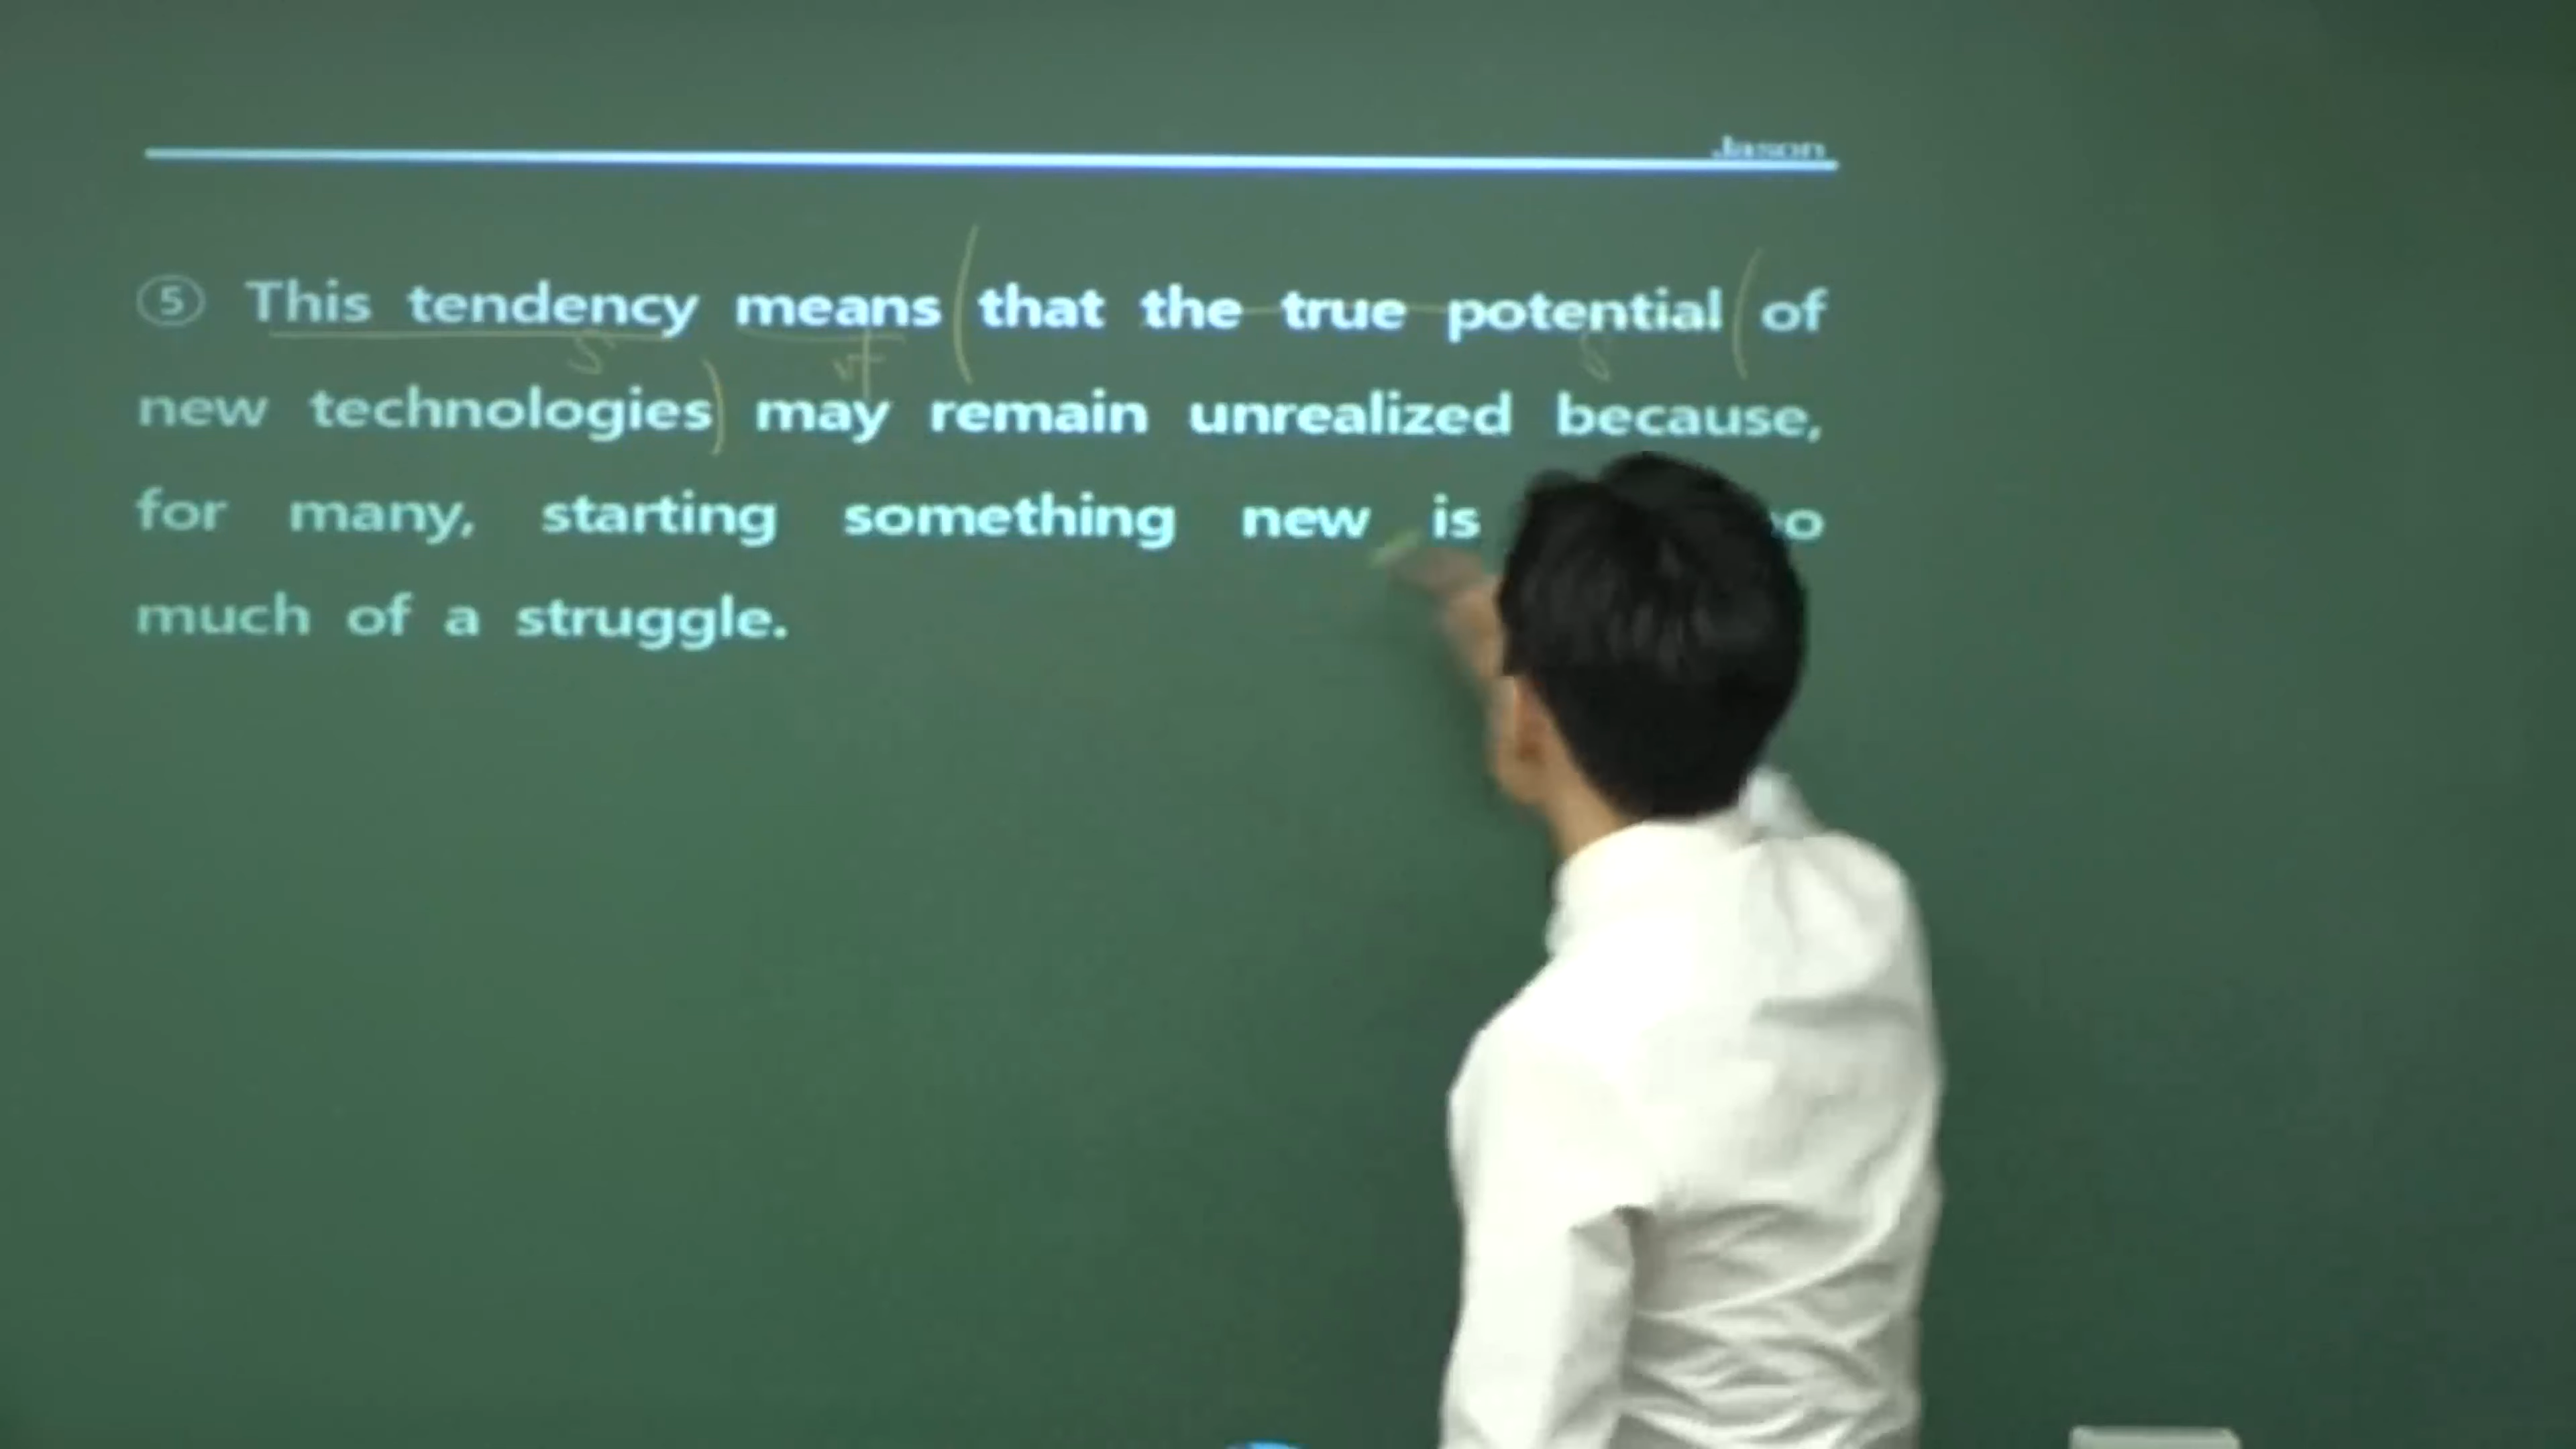 Jason
⑤ This tendency means (that the true potential (of
S vt S
new technologies) may remain unrealized because,
for many, starting something new is
much of a struggle.